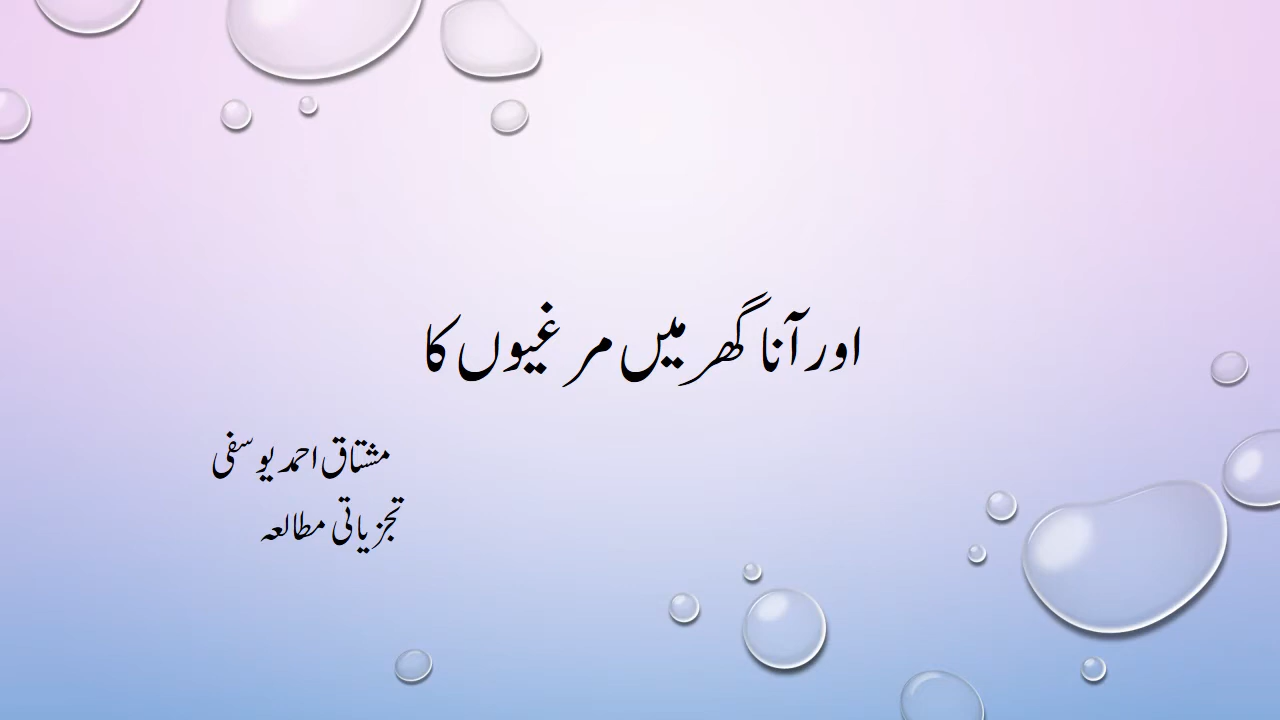 اور آنا گھر میں مرغیوں کا
مشتاق احمد یوسفی
تجزیاتی مطالعہ